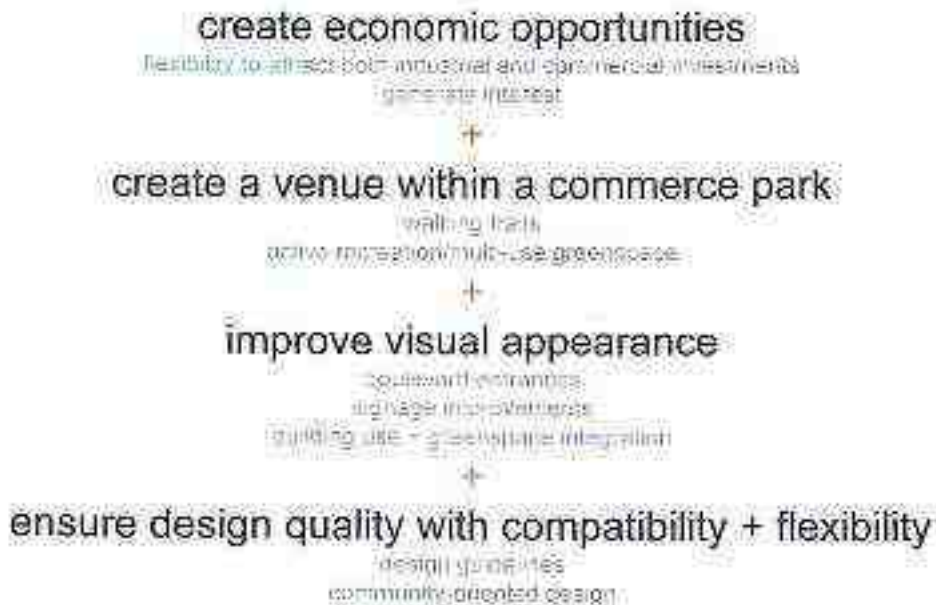 create economic opportunities
flexibility to attract both industrial and commercial investments
generate interest
+
create a venue within a commerce park
walking trails
active recreation/multi-use greenspace
+
improve visual appearance
boulevard entrances
signage improvements
building use + greenspace integration
+
ensure design quality with compatibility + flexibility
design guidelines
community-oriented design